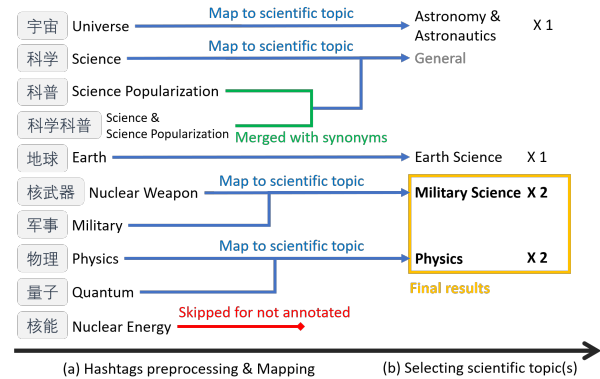 宇宙 Universe Map to scientific topic Astronomy & Astronautics X 1
科学 Science Map to scientific topic General
科普 Science Popularization
科学科普 Science & Science Popularization Merged with synonyms
地球 Earth Earth Science X 1
核武器 Nuclear Weapon Map to scientific topic Military Science X 2
军事 Military
物理 Physics Map to scientific topic Physics X 2
量子 Quantum Final results
核能 Nuclear Energy Skipped for not annotated
(a) Hashtags preprocessing & Mapping (b) Selecting scientific topic(s)